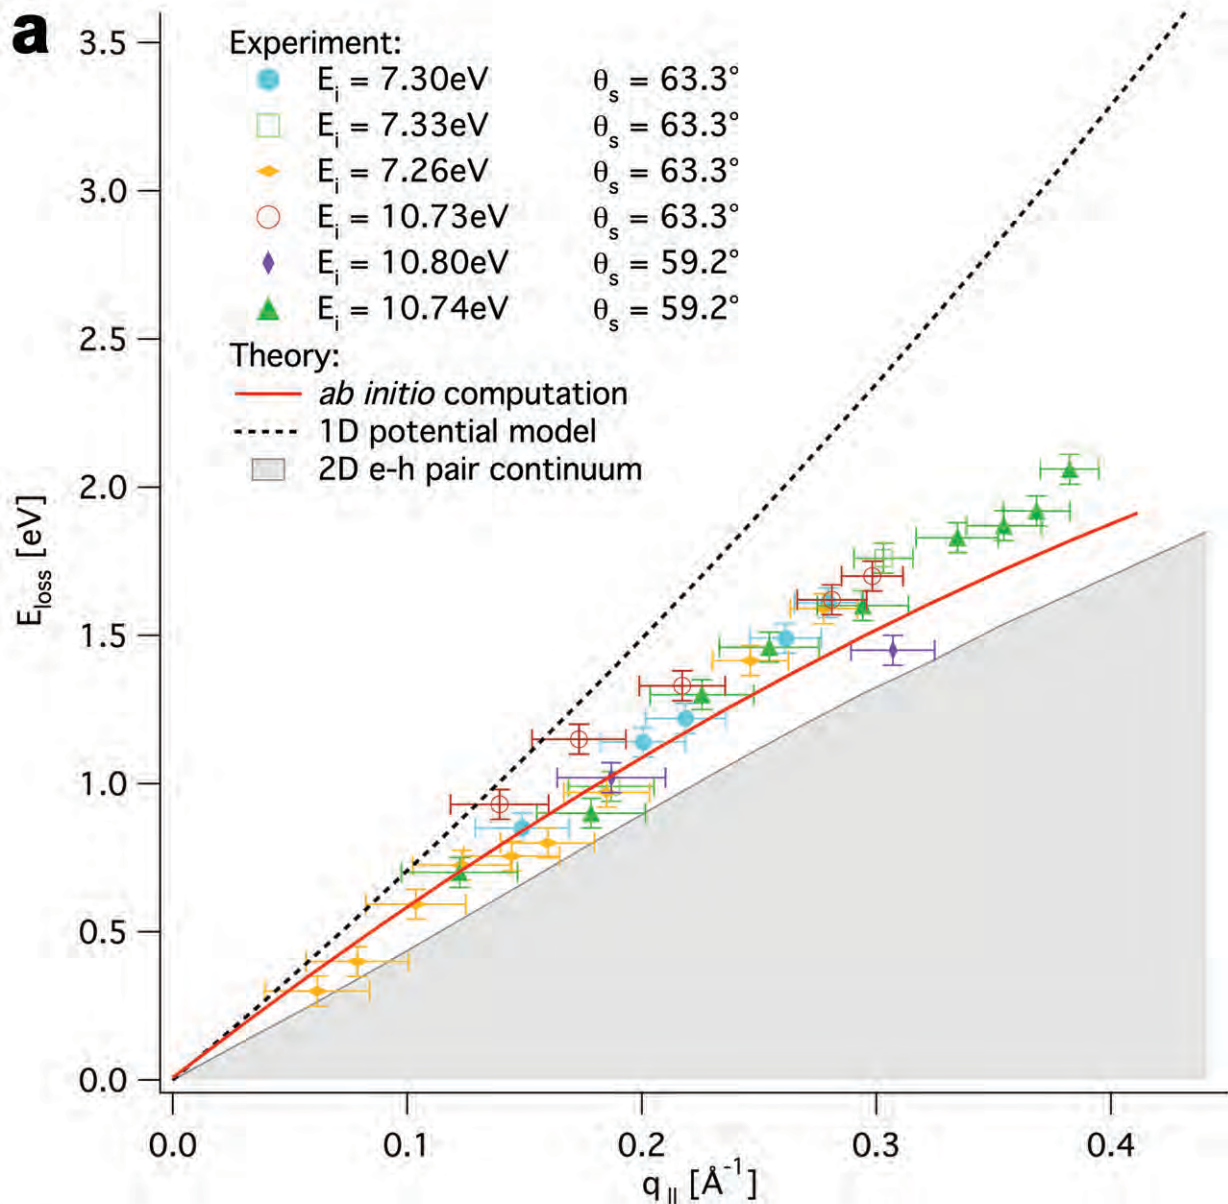 a
Experiment:
Ei = 7.30eV θs = 63.3°
Ei = 7.33eV θs = 63.3°
Ei = 7.26eV θs = 63.3°
Ei = 10.73eV θs = 63.3°
Ei = 10.80eV θs = 59.2°
Ei = 10.74eV θs = 59.2°
Theory:
ab initio computation
1D potential model
2D e-h pair continuum
3.5
3.0
2.5
2.0
1.5
1.0
0.5
0.0
Eloss [eV]
0.0 0.1 0.2 0.3 0.4
q|| [Å-1]